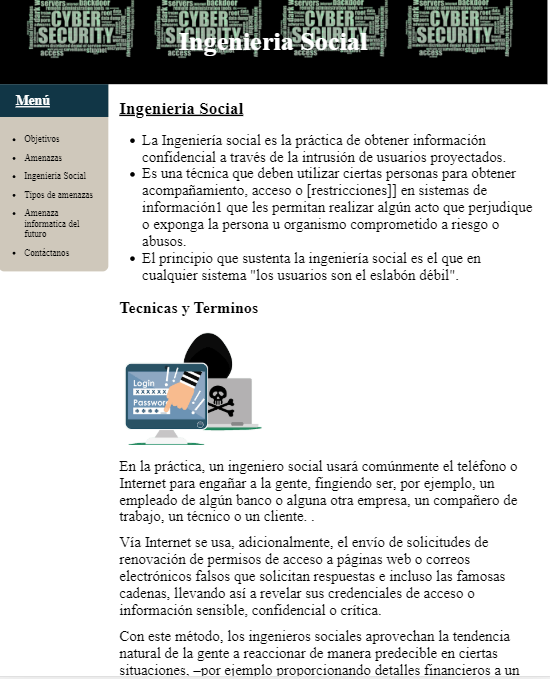 CYBER SECURITY CYBER SECURITY CYBER SECURITY CYBER SECURITY
Ingenieria Social
Menú
Objetivos
Amenazas
Ingenieria Social
Tipos de amenazas
Amenaza
informatica del
futuro
Contáctanos
Ingenieria Social
La Ingeniería social es la práctica de obtener información
confidencial a través de la intrusión de usuarios proyectados.
Es una técnica que deben utilizar ciertas personas para obtener
acompañamiento, acceso o [restricciones]] en sistemas de
información1 que les permitan realizar algún acto que perjudique
o exponga la persona u organismo comprometido a riesgo o
abusos.
El principio que sustenta la ingeniería social es el que en
cualquier sistema "los usuarios son el eslabón débil".
Tecnicas y Terminos
Login
XXXXXX
Password
En la práctica, un ingeniero social usará comúnmente el teléfono o
Internet para engañar a la gente, fingiendo ser, por ejemplo, un
empleado de algún banco o alguna otra empresa, un compañero de
trabajo, un técnico o un cliente. .
Vía Internet se usa, adicionalmente, el envío de solicitudes de
renovación de permisos de acceso a páginas web o correos
electrónicos falsos que solicitan respuestas e incluso las famosas
cadenas, llevando así a revelar sus credenciales de acceso o
información sensible, confidencial o crítica.
Con este método, los ingenieros sociales aprovechan la tendencia
natural de la gente a reaccionar de manera predecible en ciertas
situaciones, –por ejemplo proporcionando detalles financieros a un